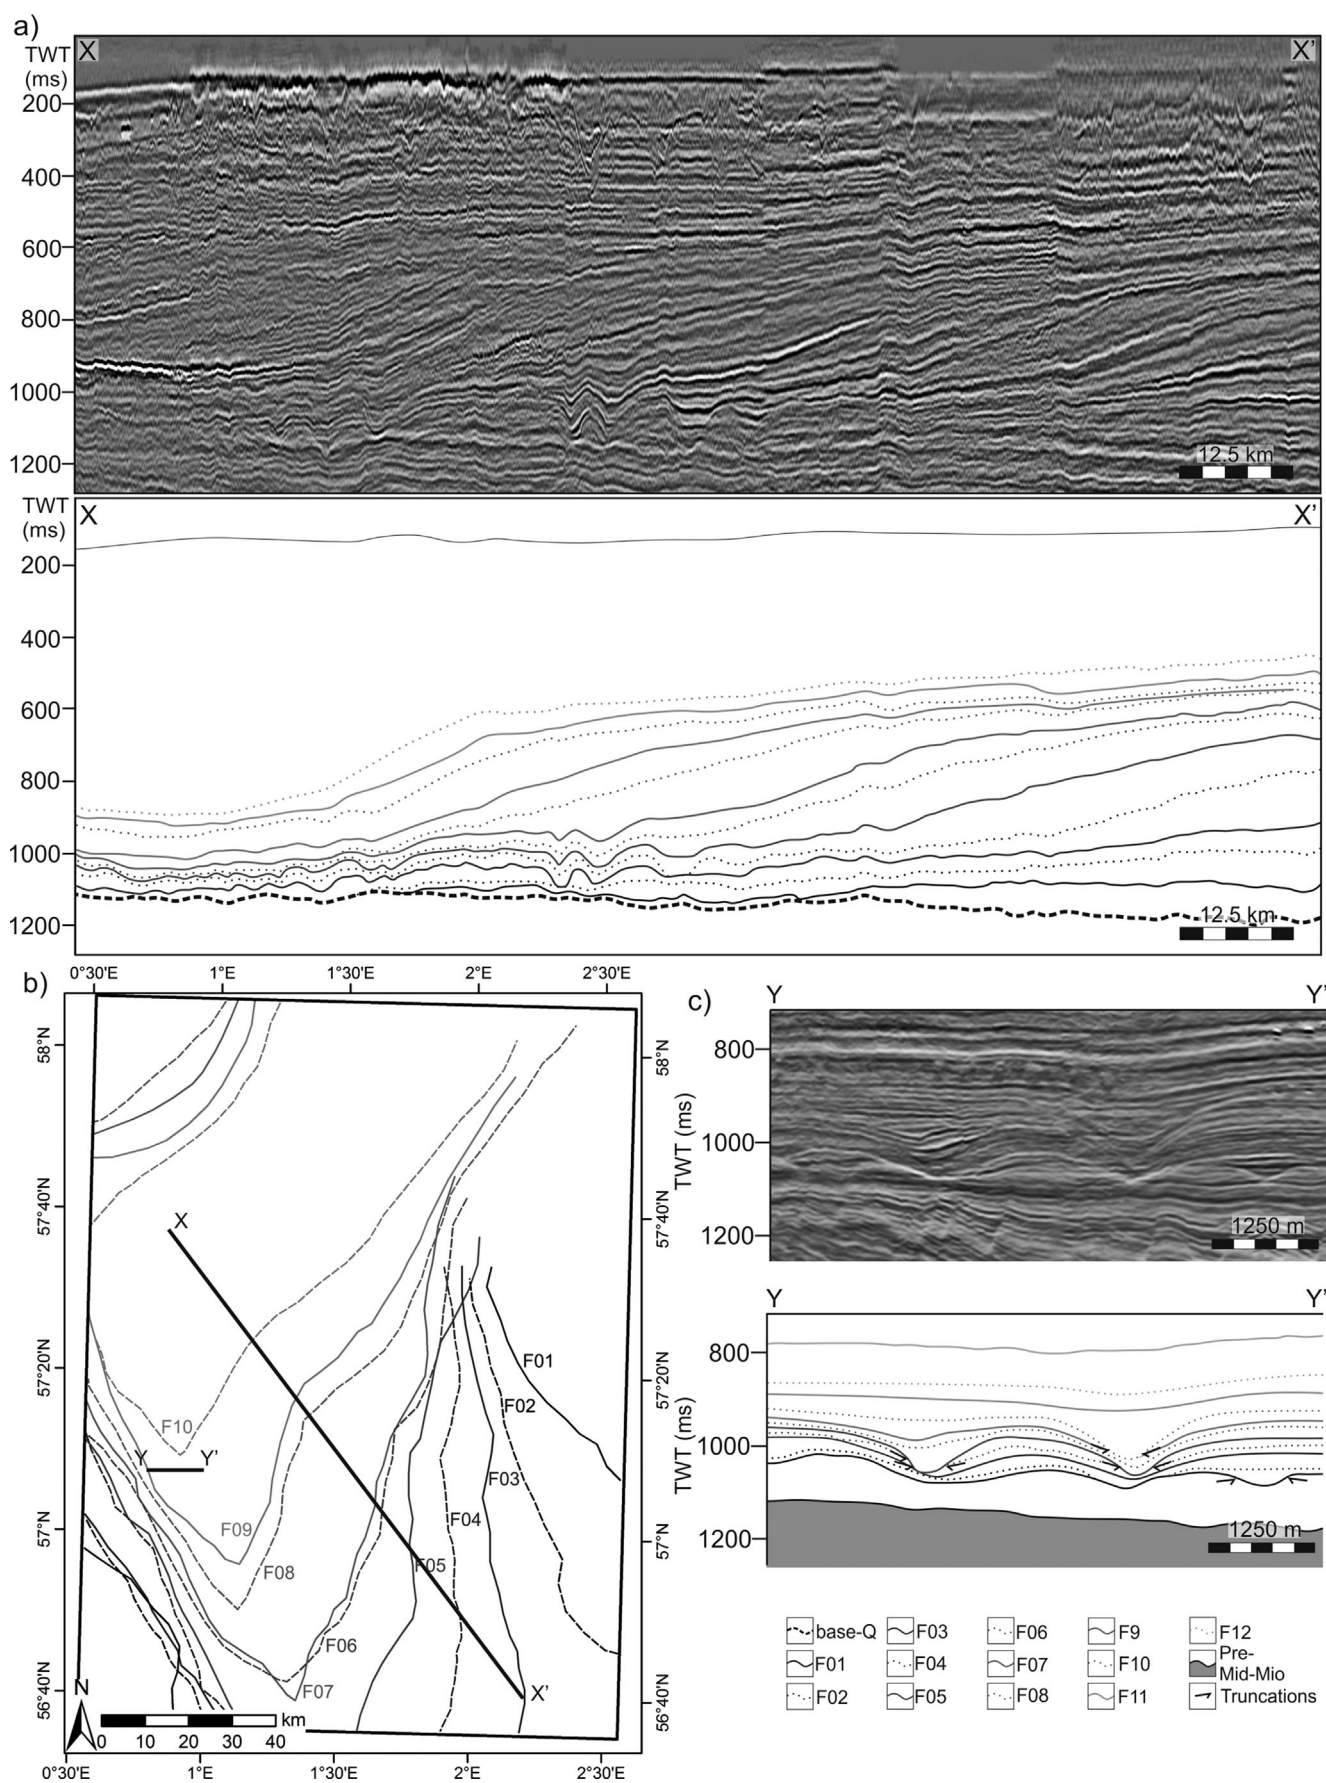 a)
TWT
(ms)
X
X'
200
400
600
800
1000
1200
12.5 km
TWT
(ms)
X
X'
200
400
600
800
1000
1200
12.5 km
b)
0°30'E
1°E
1°30'E
2°E
2°30'E
58°N
57°40'N
57°20'N
57°N
56°40'N
58°N
57°40'N
57°20'N
57°N
56°40'N
X
F01
F02
F10
Y
Y'
F03
F04
F09
F05
F08
F06
F07
X'
N
km
0
10
20
30
40
0°30'E
1°E
1°30'E
2°E
2°30'E
c)
Y
Y'
TWT (ms)
800
1000
1200
1250 m
Y
Y'
TWT (ms)
800
1000
1200
1250 m
base-Q
F03
F06
F9
F12
F01
F04
F07
F10
Pre-
Mid-Mio
F02
F05
F08
F11
Truncations